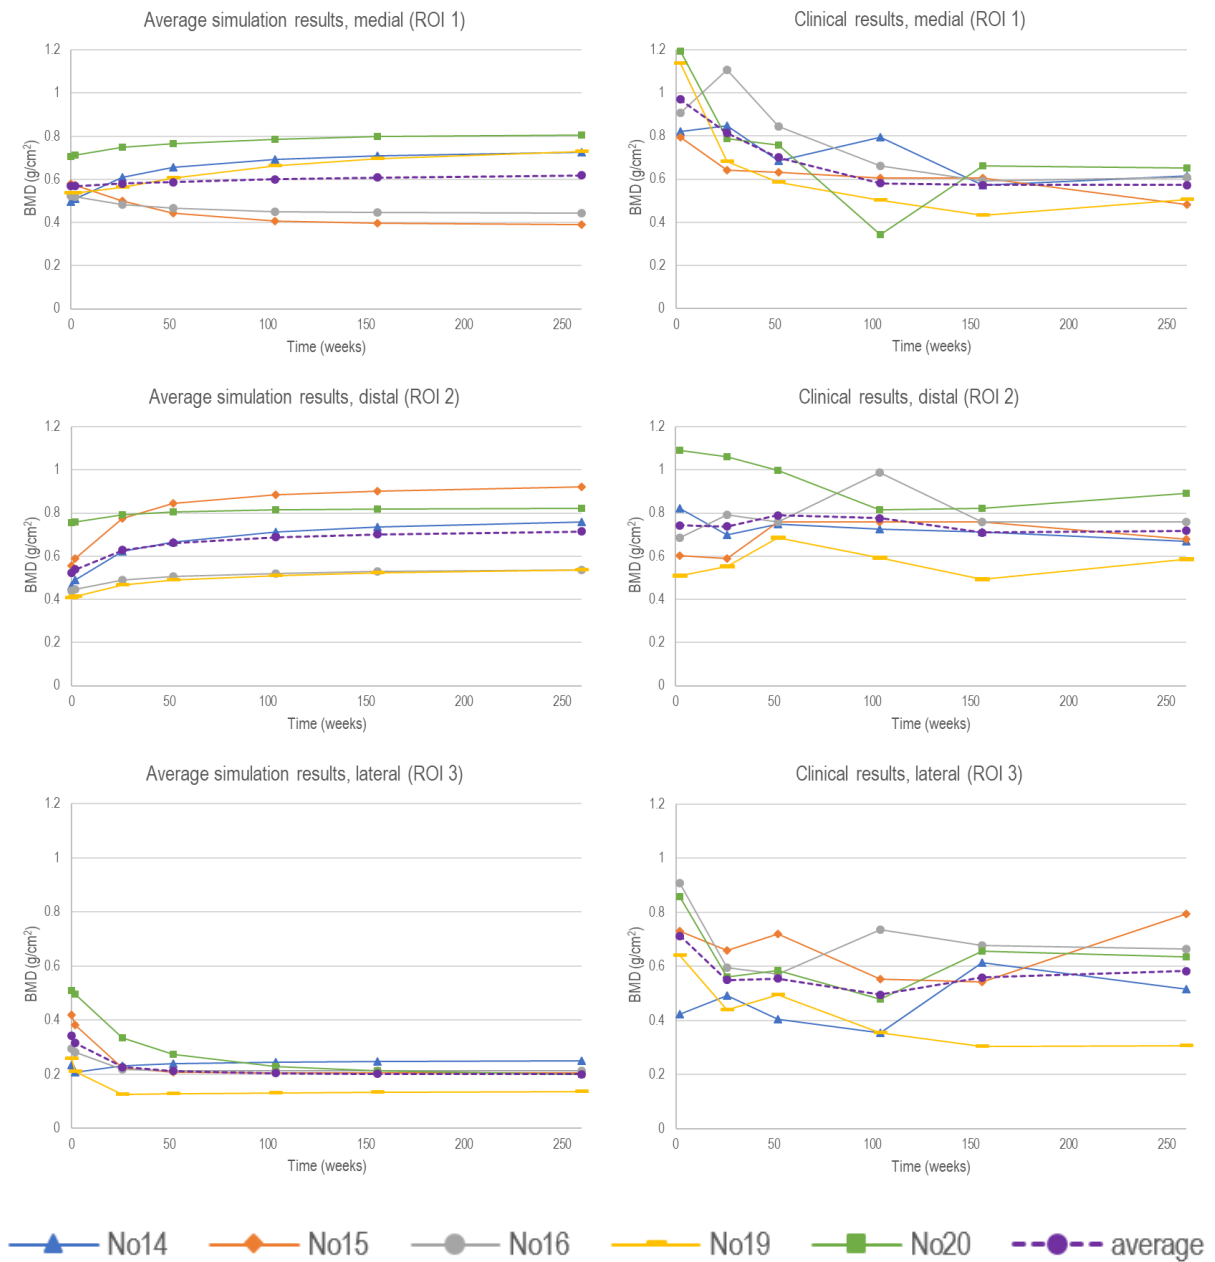 Average simulation results, medial (ROI 1)
1.2
1
0.8
0.6
0.4
0.2
0
BMD (g/cm²)
0 50 100 150 200 250
Time (weeks)
Clinical results, medial (ROI 1)
1.2
1
0.8
0.6
0.4
0.2
0
BMD (g/cm²)
0 50 100 150 200 250
Time (weeks)
Average simulation results, distal (ROI 2)
1.2
1
0.8
0.6
0.4
0.2
0
BMD (g/cm²)
0 50 100 150 200 250
Time (weeks)
Clinical results, distal (ROI 2)
1.2
1
0.8
0.6
0.4
0.2
0
BMD (g/cm²)
0 50 100 150 200 250
Time (weeks)
Average simulation results, lateral (ROI 3)
1.2
1
0.8
0.6
0.4
0.2
0
BMD (g/cm²)
0 50 100 150 200 250
Time (weeks)
Clinical results, lateral (ROI 3)
1.2
1
0.8
0.6
0.4
0.2
0
BMD (g/cm²)
0 50 100 150 200 250
Time (weeks)
No14 No15 No16 No19 No20 average